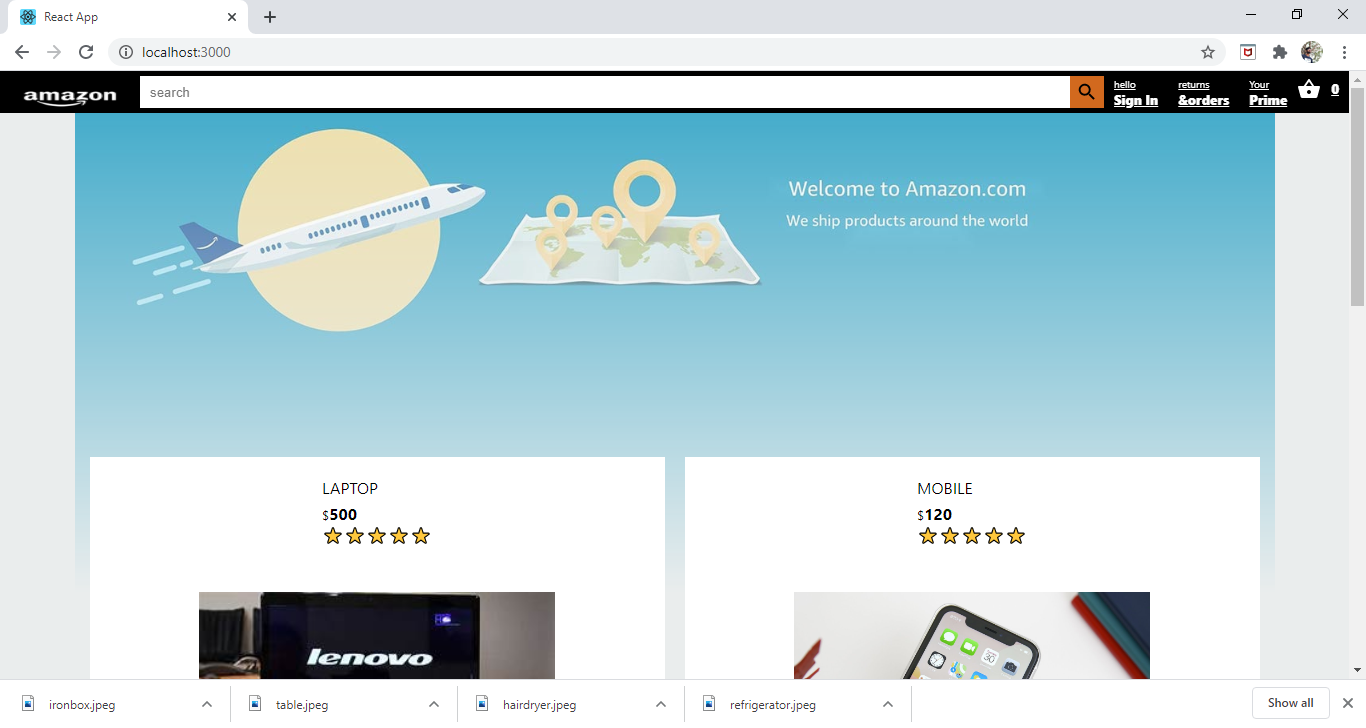 React App
localhost:3000
amazon
search
hello
Sign In
returns
&orders
Your
Prime
0
Welcome to Amazon.com
We ship products around the world
LAPTOP
$500
MOBILE
$120
lenovo
30
ironbox.jpeg
table.jpeg
hairdryer.jpeg
refrigerator.jpeg
Show all